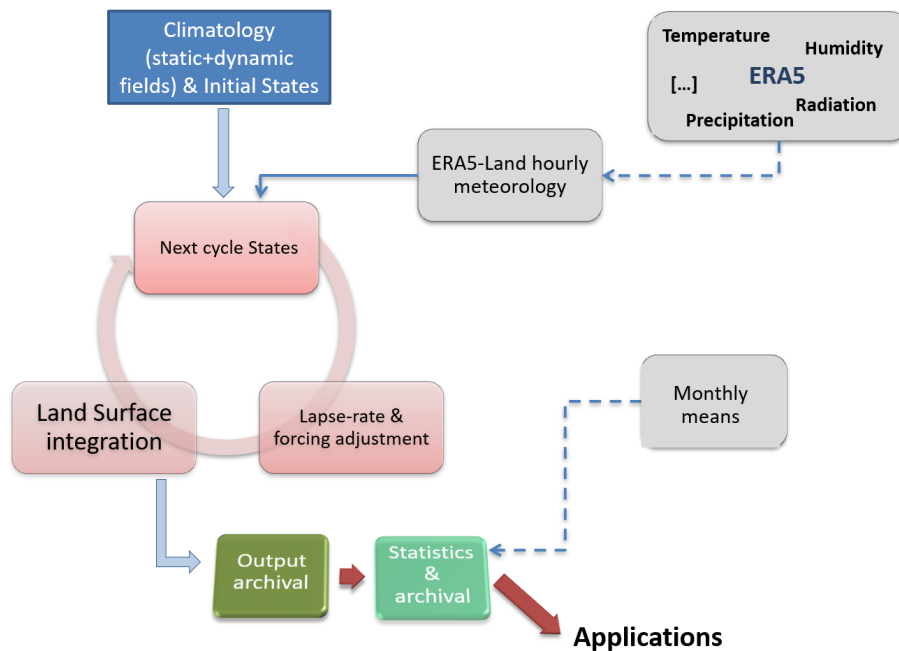 Climatology
(static+dynamic
fields) & Initial States
Temperature
Humidity
ERA5
[...]
Radiation
Precipitation
ERA5-Land hourly
meteorology
Next cycle States
Land Surface
integration
Lapse-rate &
forcing adjustment
Monthly
means
Output
archival
Statistics
&
archival
Applications